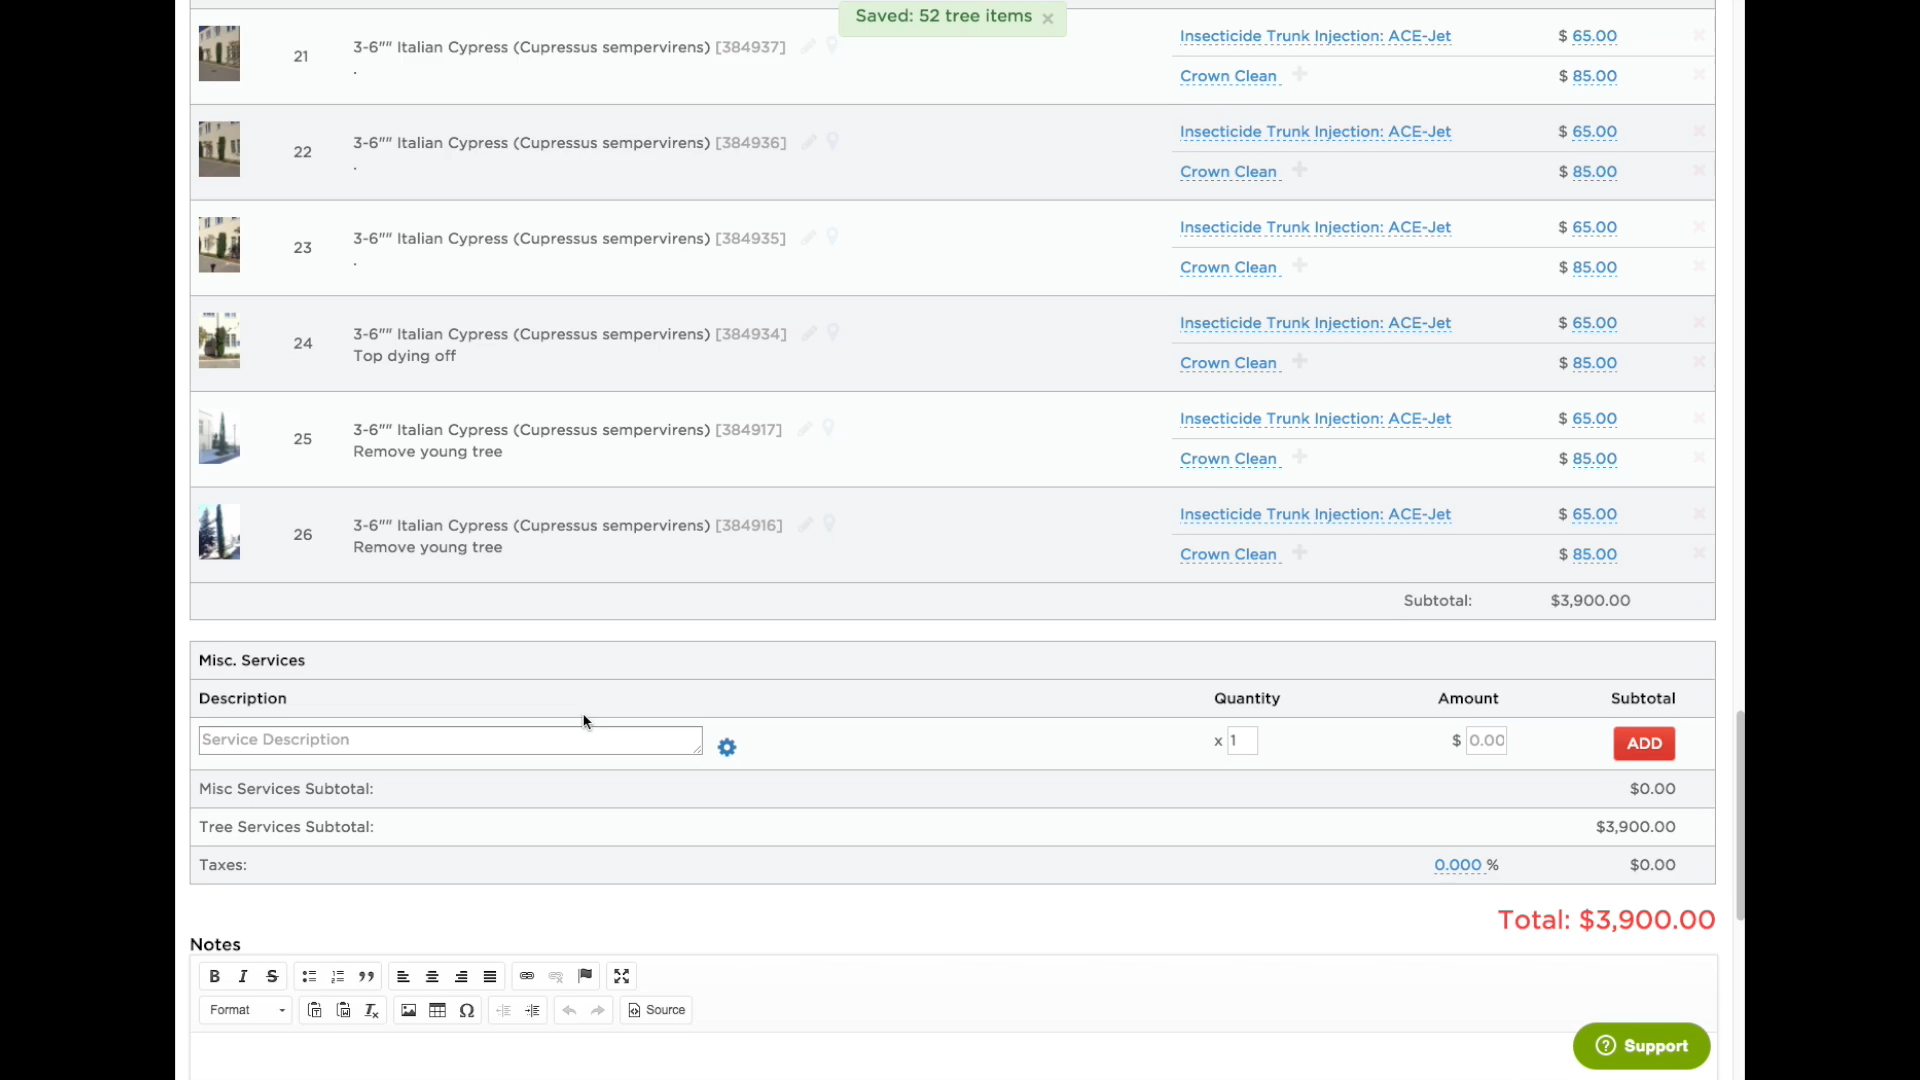 Saved: 52 tree items ×
21 3-6"" Italian Cypress (Cupressus sempervirens) [384937] Insecticide Trunk Injection: ACE-Jet $ 65.00
. Crown Clean $ 85.00
22 3-6"" Italian Cypress (Cupressus sempervirens) [384936] Insecticide Trunk Injection: ACE-Jet $ 65.00
. Crown Clean $ 85.00
23 3-6"" Italian Cypress (Cupressus sempervirens) [384935] Insecticide Trunk Injection: ACE-Jet $ 65.00
. Crown Clean $ 85.00
24 3-6"" Italian Cypress (Cupressus sempervirens) [384934] Insecticide Trunk Injection: ACE-Jet $ 65.00
Top dying off Crown Clean $ 85.00
25 3-6"" Italian Cypress (Cupressus sempervirens) [384917] Insecticide Trunk Injection: ACE-Jet $ 65.00
Remove young tree Crown Clean $ 85.00
26 3-6"" Italian Cypress (Cupressus sempervirens) [384916] Insecticide Trunk Injection: ACE-Jet $ 65.00
Remove young tree Crown Clean $ 85.00
Subtotal: $3,900.00
Misc. Services
Description Quantity Amount Subtotal
Service Description x 1 $ 0.00 ADD
Misc Services Subtotal: $0.00
Tree Services Subtotal: $3,900.00
Taxes: 0.000 % $0.00
Total: $3,900.00
Notes
B I S
Format Source
Support